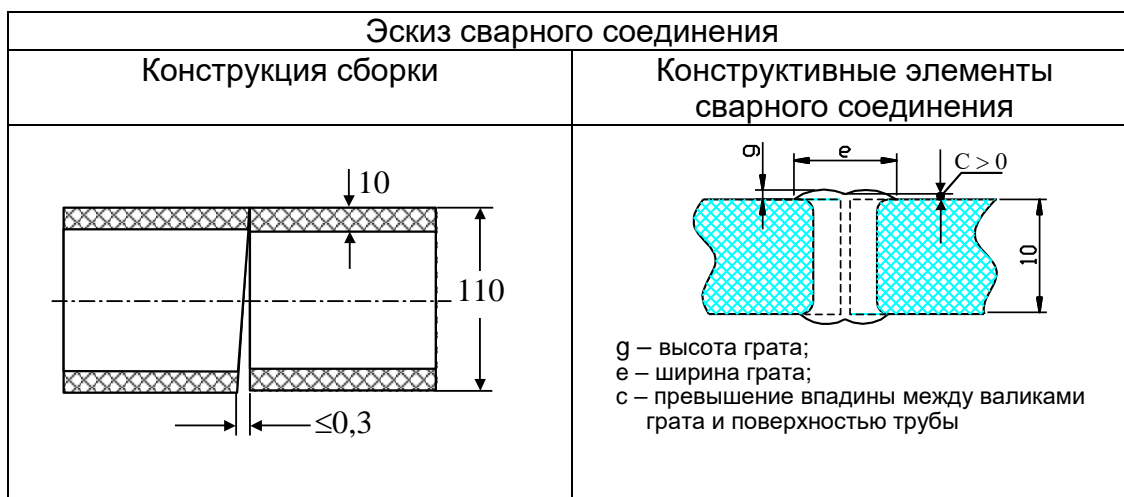 Эскиз сварного соединения
Конструкция сборки
Конструктивные элементы
сварного соединения
10
110
≤0,3
g
e
C > 0
10
g – высота грата;
e – ширина грата;
с – превышение впадины между валиками
грата и поверхностью трубы